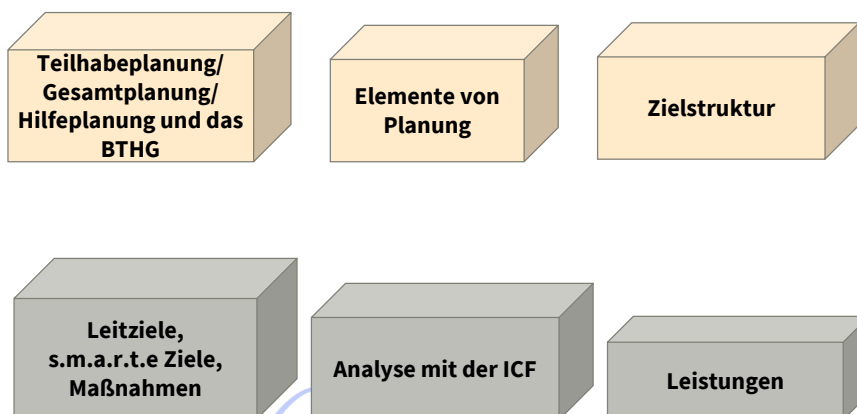 Teilhabeplanung/
Gesamtplanung/
Hilfeplanung und das
BTHG
Elemente von
Planung
Zielstruktur
Leitziele,
s.m.a.r.t.e Ziele,
Maßnahmen
Analyse mit der ICF
Leistungen